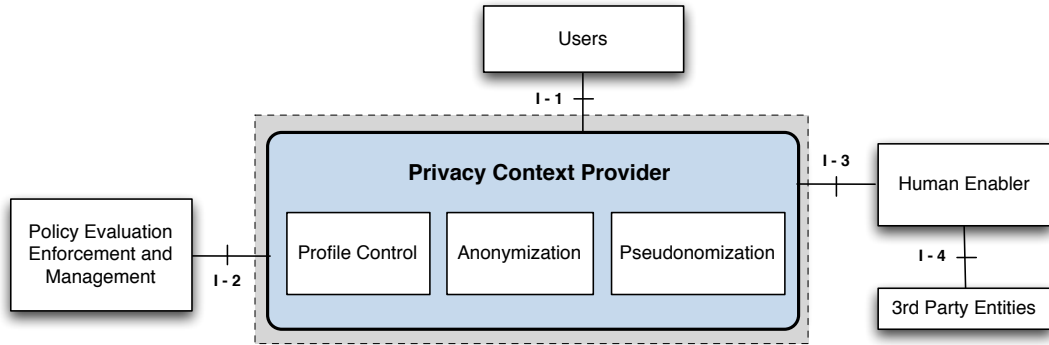 Users
I - 1
Privacy Context Provider
I - 3
Human Enabler
Policy Evaluation
Enforcement and
Management
I - 2
Profile Control
Anonymization
Pseudonomization
I - 4
3rd Party Entities